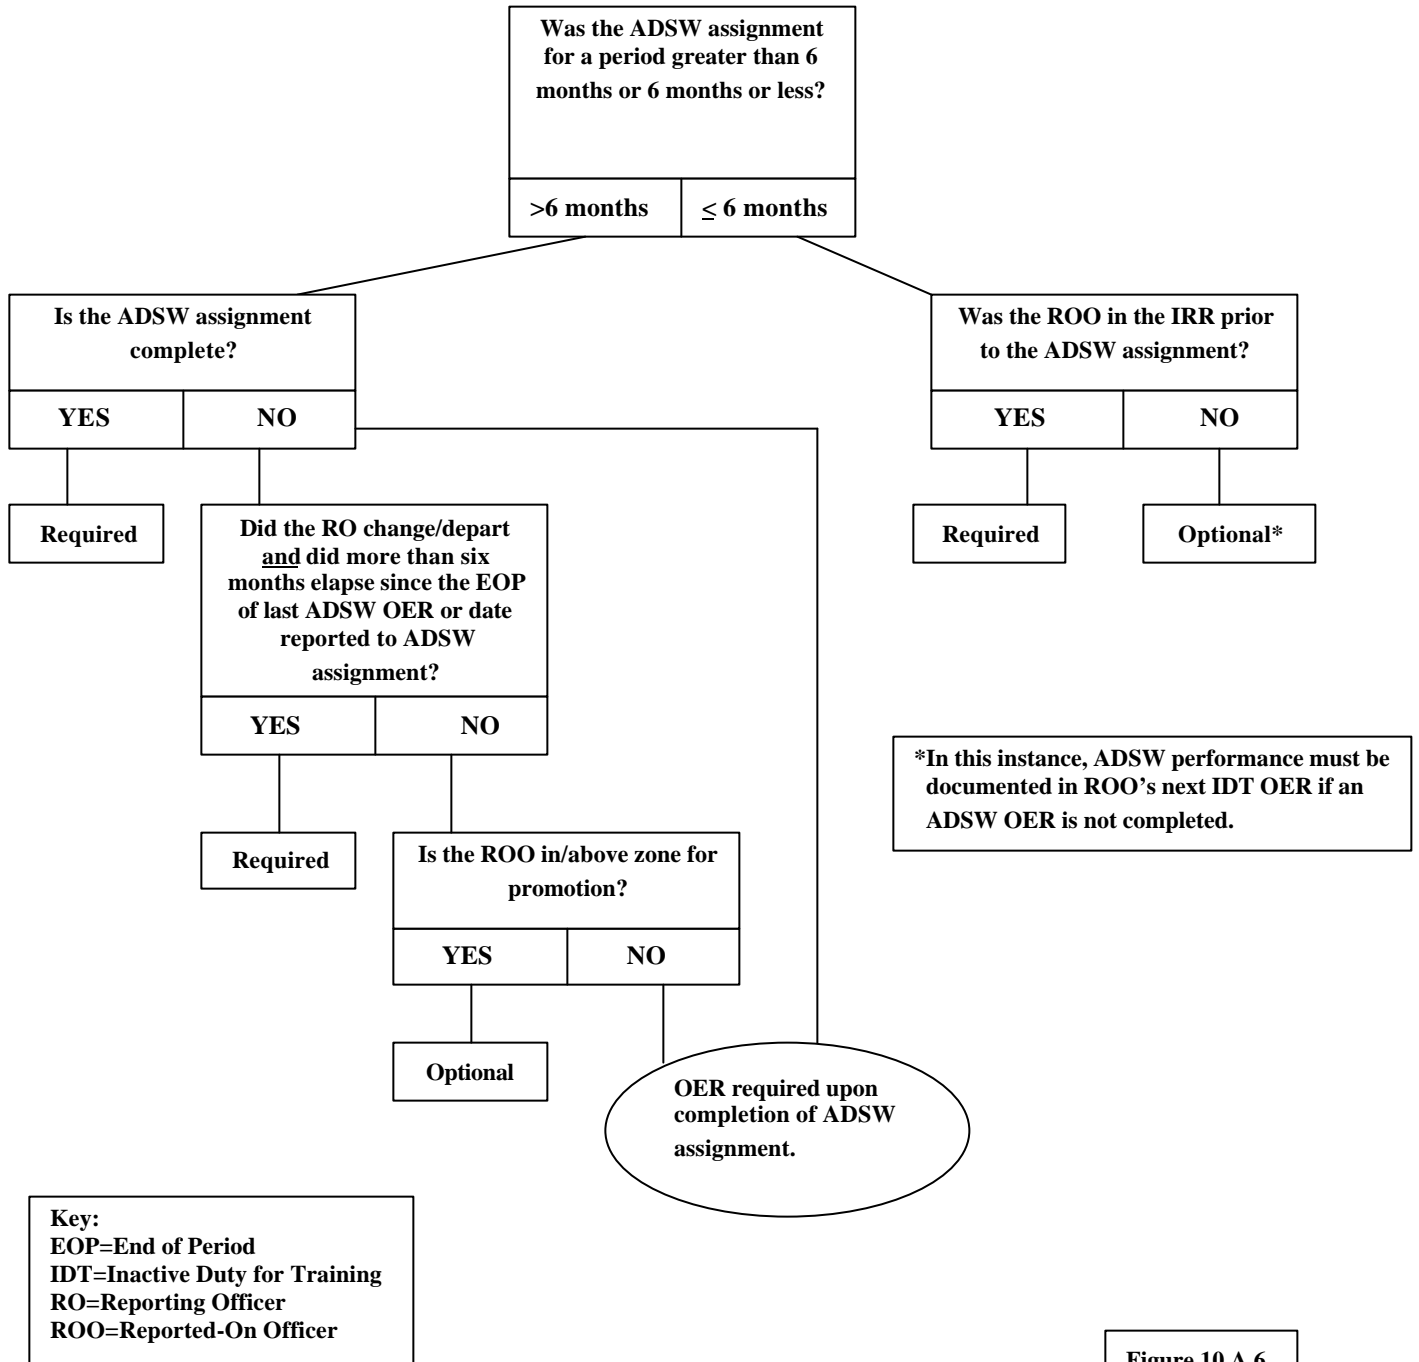 Was the ADSW assignment
for a period greater than 6
months or 6 months or less?
>6 months
≤ 6 months
Is the ADSW assignment
complete?
YES
NO
Was the ROO in the IRR prior
to the ADSW assignment?
YES
NO
Required
Did the RO change/depart
and did more than six
months elapse since the EOP
of last ADSW OER or date
reported to ADSW
assignment?
YES
NO
Required
Optional*
*In this instance, ADSW performance must be
documented in ROO's next IDT OER if an
ADSW OER is not completed.
Required
Is the ROO in/above zone for
promotion?
YES
NO
Optional
OER required upon
completion of ADSW
assignment.
Key:
EOP=End of Period
IDT=Inactive Duty for Training
RO=Reporting Officer
ROO=Reported-On Officer
Figure 10.A.6